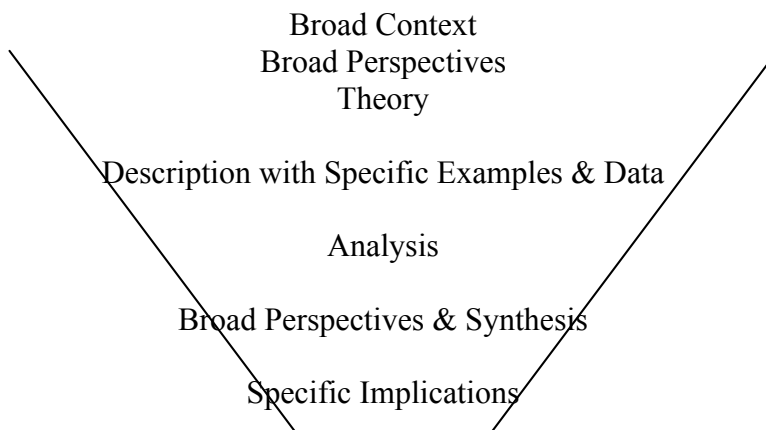 Broad Context
Broad Perspectives
Theory
Description with Specific Examples & Data
Analysis
Broad Perspectives & Synthesis
Specific Implications